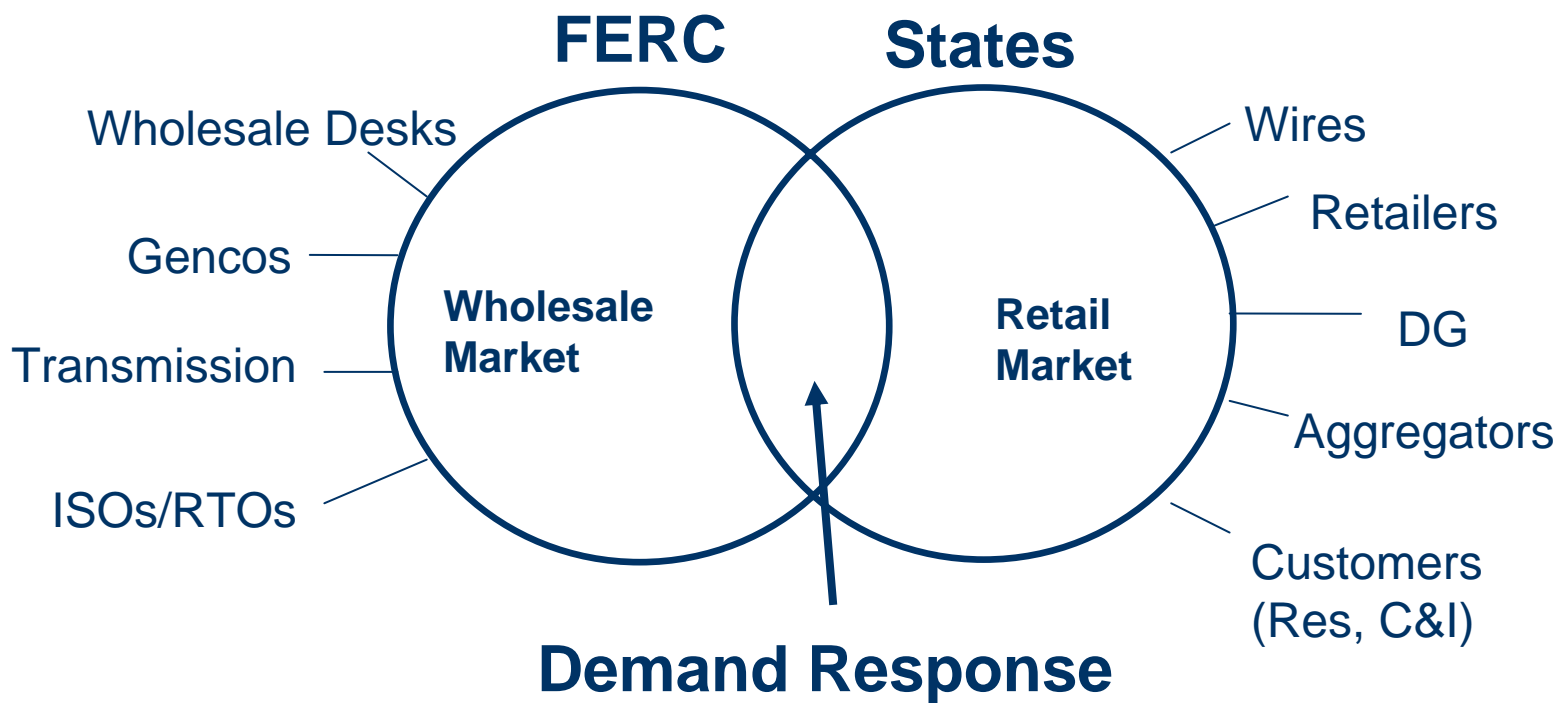 FERC
States
Wholesale Desks
Gencos
Transmission
ISOs/RTOs
Wholesale
Market
Retail
Market
Wires
Retailers
DG
Aggregators
Customers
(Res, C&I)
Demand Response